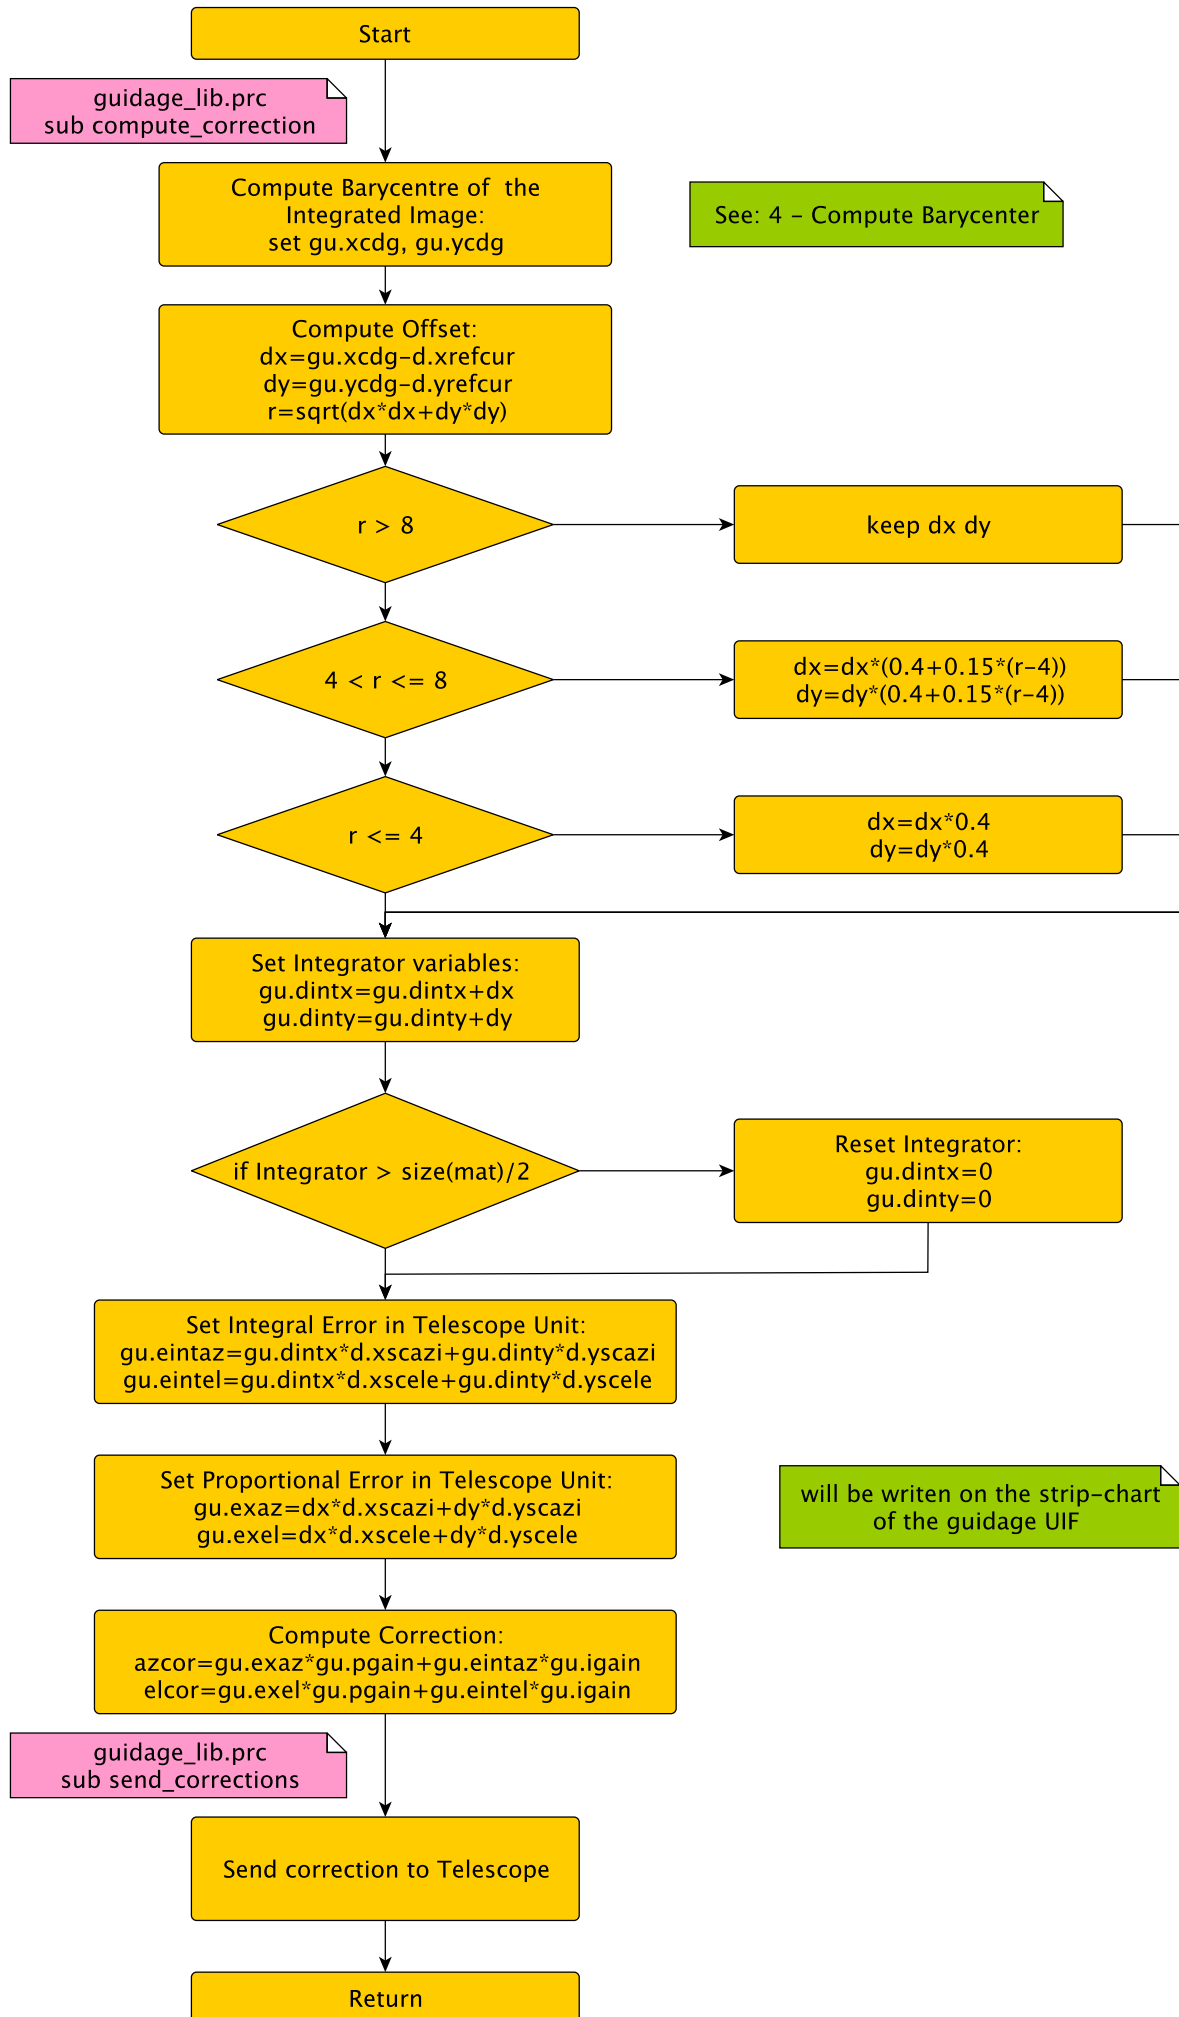 Start
guidage_lib.prc
sub compute_correction
Compute Barycentre of  the
Integrated Image:
set gu.xcdg, gu.ycdg
See: 4 – Compute Barycenter
Compute Offset:
dx=gu.xcdg–d.xrefcur
dy=gu.ycdg–d.yrefcur
r=sqrt(dx*dx+dy*dy)
r > 8
keep dx dy
4 < r <= 8
dx=dx*(0.4+0.15*(r–4))
dy=dy*(0.4+0.15*(r–4))
r <= 4
dx=dx*0.4
dy=dy*0.4
Set Integrator variables:
gu.dintx=gu.dintx+dx
gu.dinty=gu.dinty+dy
if Integrator > size(mat)/2
Reset Integrator:
gu.dintx=0
gu.dinty=0
Set Integral Error in Telescope Unit:
gu.eintaz=gu.dintx*d.xscazi+gu.dinty*d.yscazi
gu.eintel=gu.dintx*d.xscele+gu.dinty*d.yscele
Set Proportional Error in Telescope Unit:
gu.exaz=dx*d.xscazi+dy*d.yscazi
gu.exel=dx*d.xscele+dy*d.yscele
will be writen on the strip–chart
of the guidage UIF
Compute Correction:
azcor=gu.exaz*gu.pgain+gu.eintaz*gu.igain
elcor=gu.exel*gu.pgain+gu.eintel*gu.igain
guidage_lib.prc
sub send_corrections
Send correction to Telescope
Return